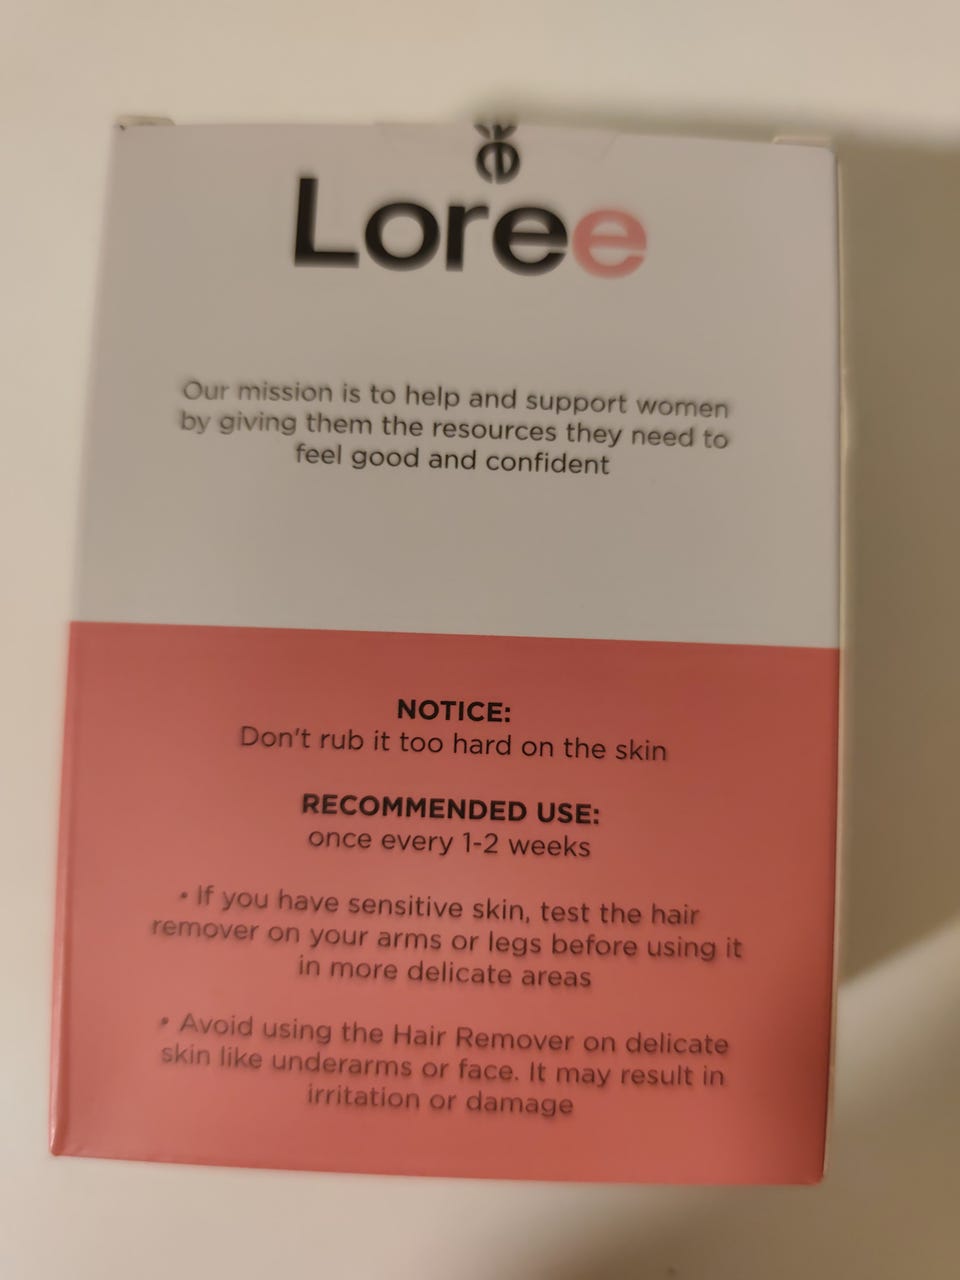 Loree
Our mission is to help and support women
by giving them the resources they need to
feel good and confident
NOTICE:
Don't rub it too hard on the skin
RECOMMENDED USE:
once every 1-2 weeks
• If you have sensitive skin, test the hair
remover on your arms or legs before using it
in more delicate areas
• Avoid using the Hair Remover on delicate
skin like underarms or face. It may result in
irritation or damage